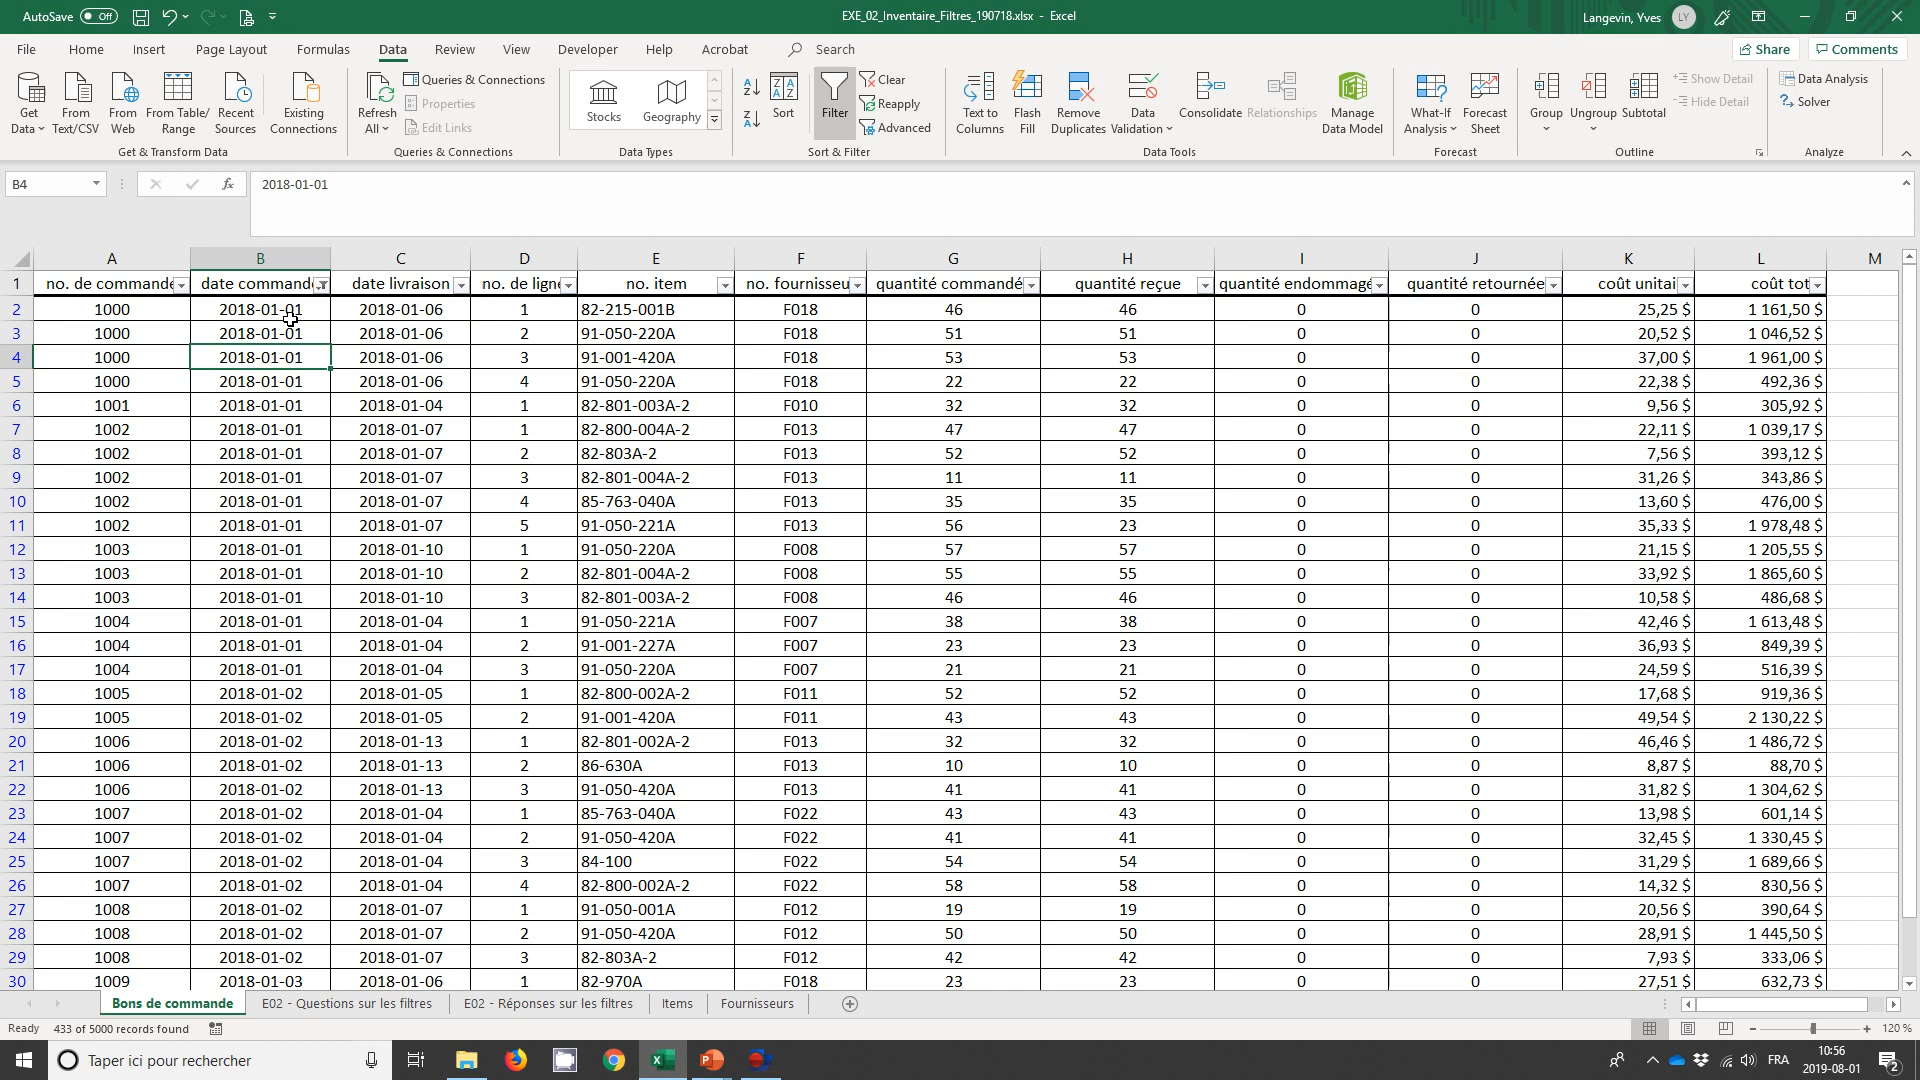 AutoSave Off EXE_02_Inventaire_Filtres_190718.xlsx - Excel Langevin, Yves LY
File Home Insert Page Layout Formulas Data Review View Developer Help Acrobat Search Share Comments
Get Data From Text/CSV From Web From Table/ Range Recent Sources Existing Connections
Get & Transform Data
Refresh All Queries & Connections Properties Edit Links
Queries & Connections
Stocks Geography
Data Types
Sort Filter Clear Reapply Advanced
Sort & Filter
Text to Columns Flash Fill Remove Duplicates Data Validation Consolidate Relationships Manage Data Model
Data Tools
What-If Analysis Forecast Sheet
Forecast
Group Ungroup Subtotal Show Detail Hide Detail
Outline
Data Analysis Solver
Analyze
B4 fx 2018-01-01
A B C D E F G H I J K L M
1 no. de commande date command date livraison no. de ligne no. item no. fournisseu quantité commandé quantité reçue quantité endommagé quantité retournée coût unitai coût tot
2 1000 2018-01-01 2018-01-06 1 82-215-001B F018 46 46 0 0 25,25 $ 1 161,50 $
3 1000 2018-01-01 2018-01-06 2 91-050-220A F018 51 51 0 0 20,52 $ 1 046,52 $
4 1000 2018-01-01 2018-01-06 3 91-001-420A F018 53 53 0 0 37,00 $ 1 961,00 $
5 1000 2018-01-01 2018-01-06 4 91-050-220A F018 22 22 0 0 22,38 $ 492,36 $
6 1001 2018-01-01 2018-01-04 1 82-801-003A-2 F010 32 32 0 0 9,56 $ 305,92 $
7 1002 2018-01-01 2018-01-07 1 82-800-004A-2 F013 47 47 0 0 22,11 $ 1 039,17 $
8 1002 2018-01-01 2018-01-07 2 82-803A-2 F013 52 52 0 0 7,56 $ 393,12 $
9 1002 2018-01-01 2018-01-07 3 82-801-004A-2 F013 11 11 0 0 31,26 $ 343,86 $
10 1002 2018-01-01 2018-01-07 4 85-763-040A F013 35 35 0 0 13,60 $ 476,00 $
11 1002 2018-01-01 2018-01-07 5 91-050-221A F013 56 23 0 0 35,33 $ 1 978,48 $
12 1003 2018-01-01 2018-01-10 1 91-050-220A F008 57 57 0 0 21,15 $ 1 205,55 $
13 1003 2018-01-01 2018-01-10 2 82-801-004A-2 F008 55 55 0 0 33,92 $ 1 865,60 $
14 1003 2018-01-01 2018-01-10 3 82-801-003A-2 F008 46 46 0 0 10,58 $ 486,68 $
15 1004 2018-01-01 2018-01-04 1 91-050-221A F007 38 38 0 0 42,46 $ 1 613,48 $
16 1004 2018-01-01 2018-01-04 2 91-001-227A F007 23 23 0 0 36,93 $ 849,39 $
17 1004 2018-01-01 2018-01-04 3 91-050-220A F007 21 21 0 0 24,59 $ 516,39 $
18 1005 2018-01-02 2018-01-05 1 82-800-002A-2 F011 52 52 0 0 17,68 $ 919,36 $
19 1005 2018-01-02 2018-01-05 2 91-001-420A F011 43 43 0 0 49,54 $ 2 130,22 $
20 1006 2018-01-02 2018-01-13 1 82-801-002A-2 F013 32 32 0 0 46,46 $ 1 486,72 $
21 1006 2018-01-02 2018-01-13 2 86-630A F013 10 10 0 0 8,87 $ 88,70 $
22 1006 2018-01-02 2018-01-13 3 91-050-420A F013 41 41 0 0 31,82 $ 1 304,62 $
23 1007 2018-01-02 2018-01-04 1 85-763-040A F022 43 43 0 0 13,98 $ 601,14 $
24 1007 2018-01-02 2018-01-04 2 91-050-420A F022 41 41 0 0 32,45 $ 1 330,45 $
25 1007 2018-01-02 2018-01-04 3 84-100 F022 54 54 0 0 31,29 $ 1 689,66 $
26 1007 2018-01-02 2018-01-04 4 82-800-002A-2 F022 58 58 0 0 14,32 $ 830,56 $
27 1008 2018-01-02 2018-01-07 1 91-050-001A F012 19 19 0 0 20,56 $ 390,64 $
28 1008 2018-01-02 2018-01-07 2 91-050-420A F012 50 50 0 0 28,91 $ 1 445,50 $
29 1008 2018-01-02 2018-01-07 3 82-803A-2 F012 42 42 0 0 7,93 $ 333,06 $
30 1009 2018-01-03 2018-01-06 1 82-970A F018 23 23 0 0 27,51 $ 632,73 $
Bons de commande E02 - Questions sur les filtres E02 - Réponses sur les filtres Items Fournisseurs
Ready 433 of 5000 records found 120 %
Taper ici pour rechercher FRA 10:56 2019-08-01 2